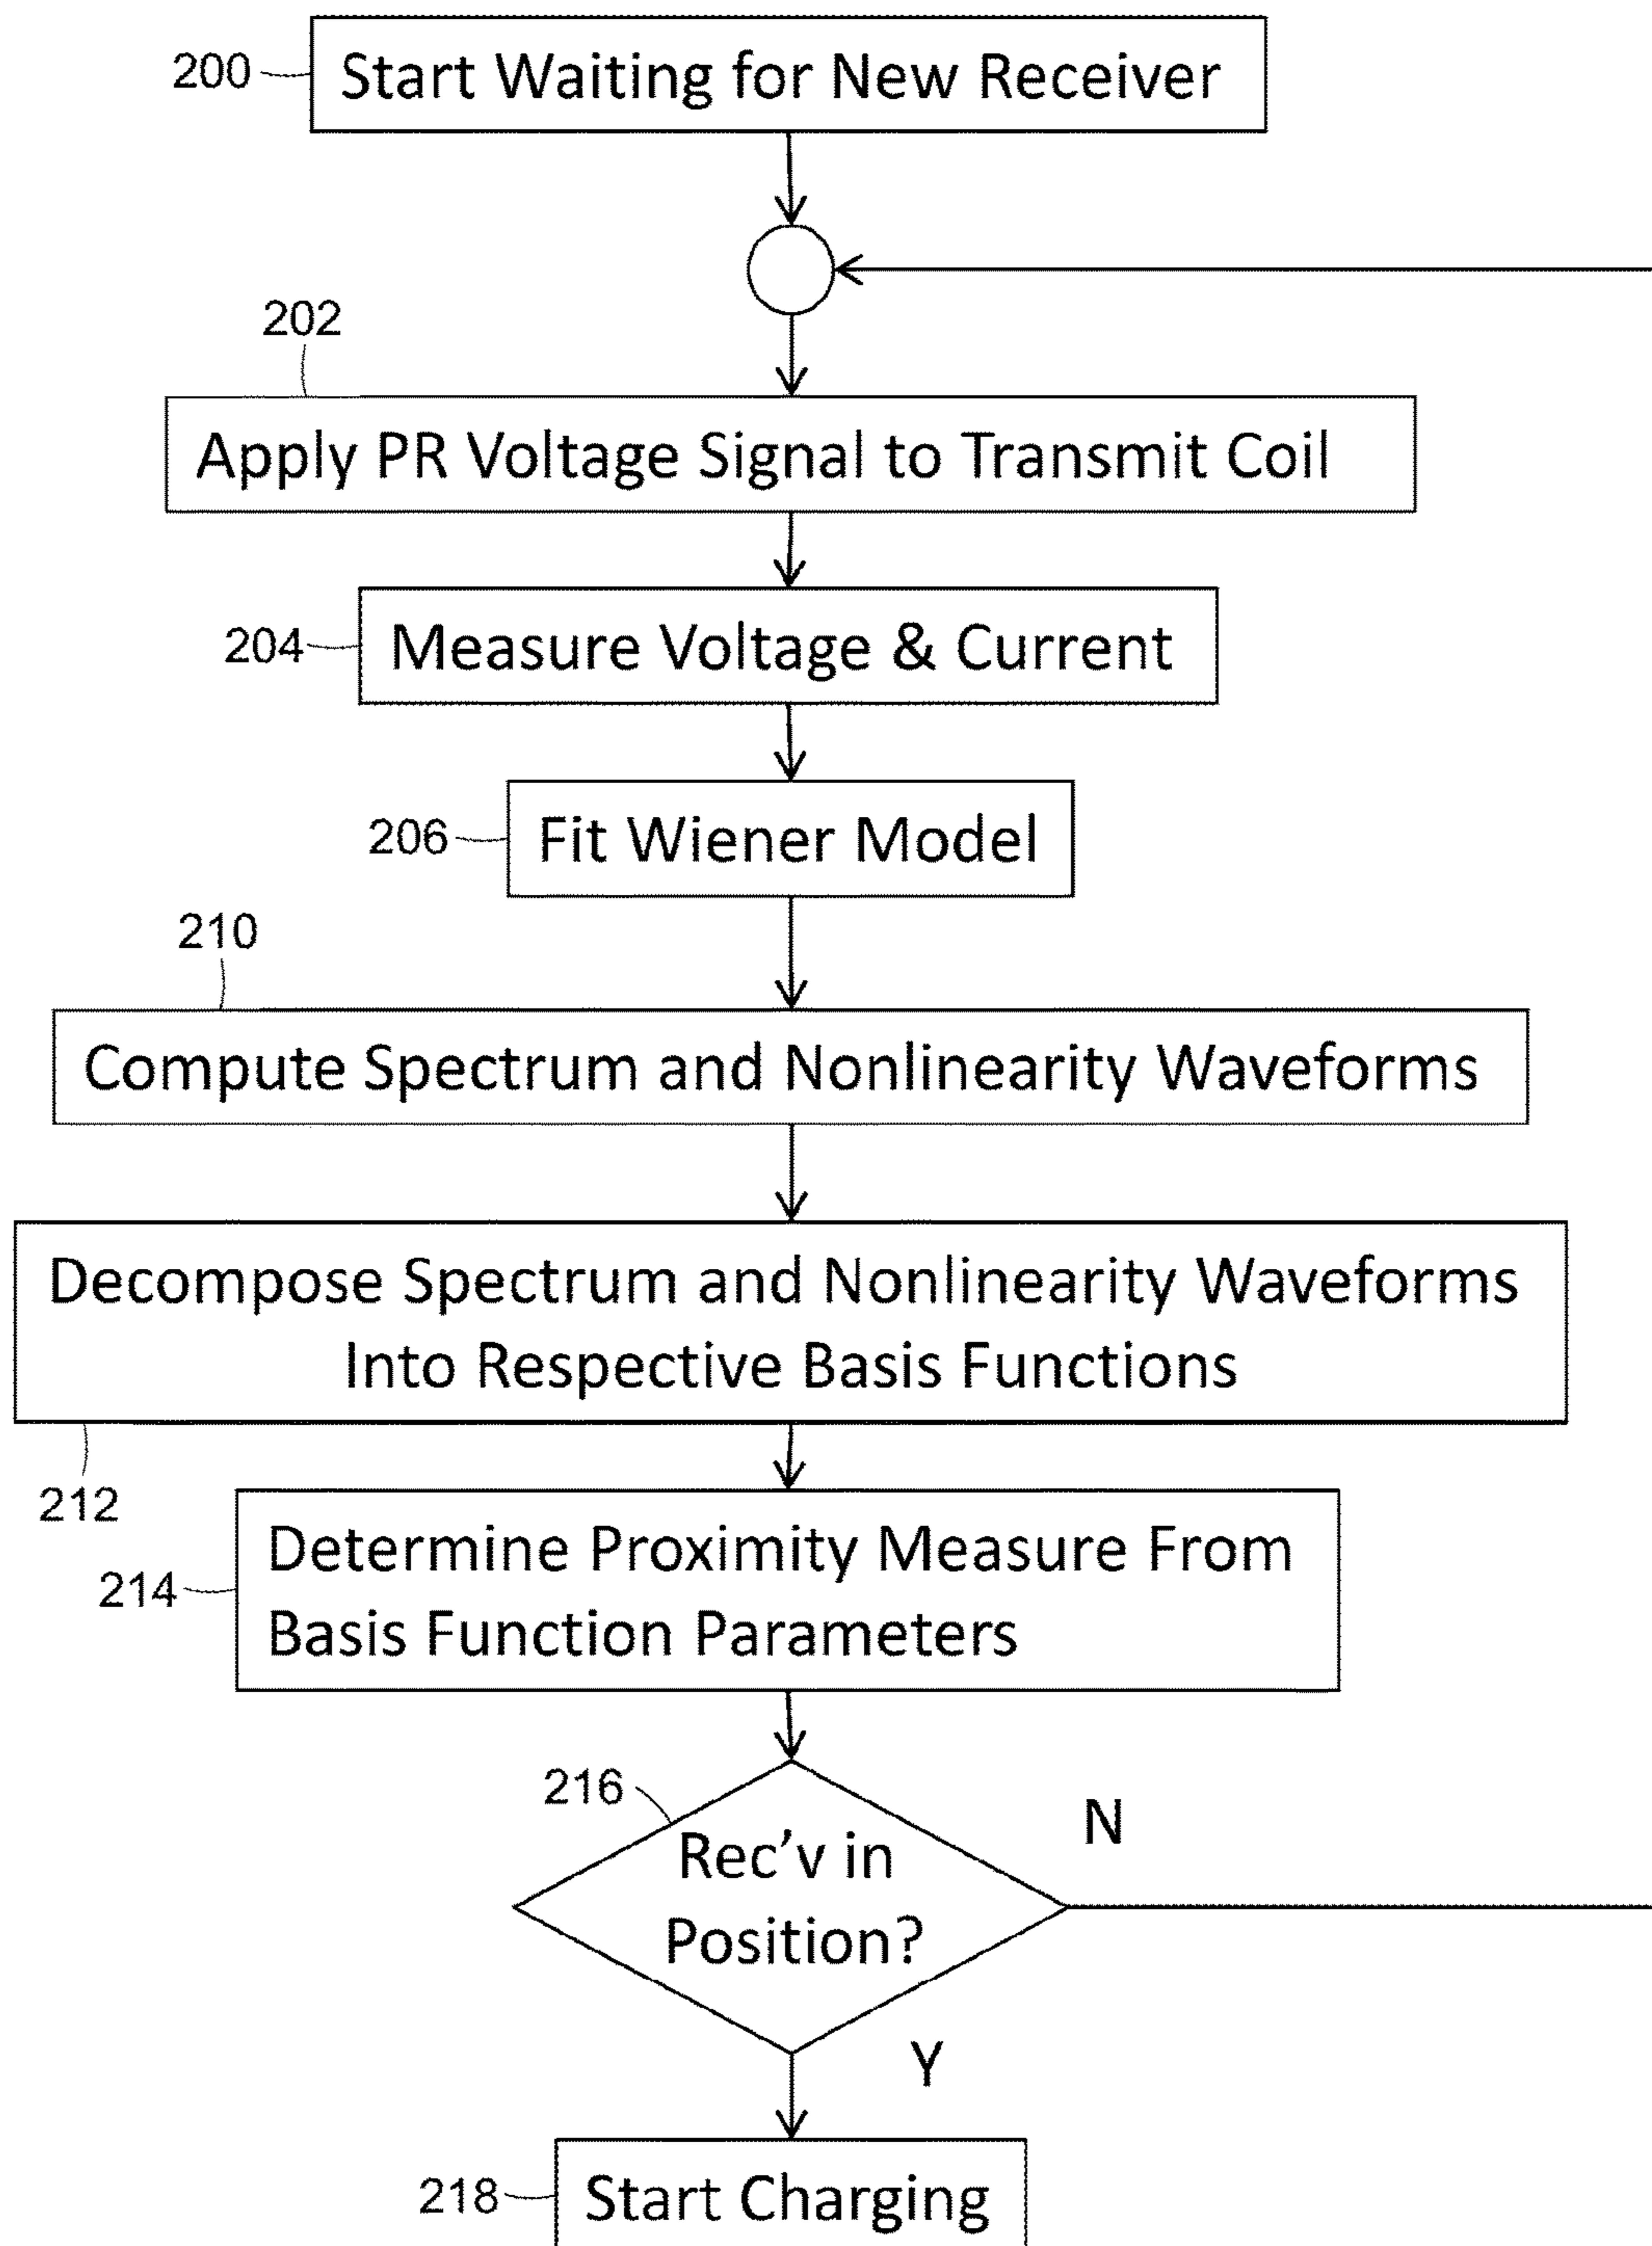 200
Start Waiting for New Receiver
202
Apply PR Voltage Signal to Transmit Coil
204
Measure Voltage & Current
206
Fit Wiener Model
210
Compute Spectrum and Nonlinearity Waveforms
Decompose Spectrum and Nonlinearity Waveforms
Into Respective Basis Functions
212
214
Determine Proximity Measure From
Basis Function Parameters
216
Rec'v in
Position?
N
Y
218
Start Charging